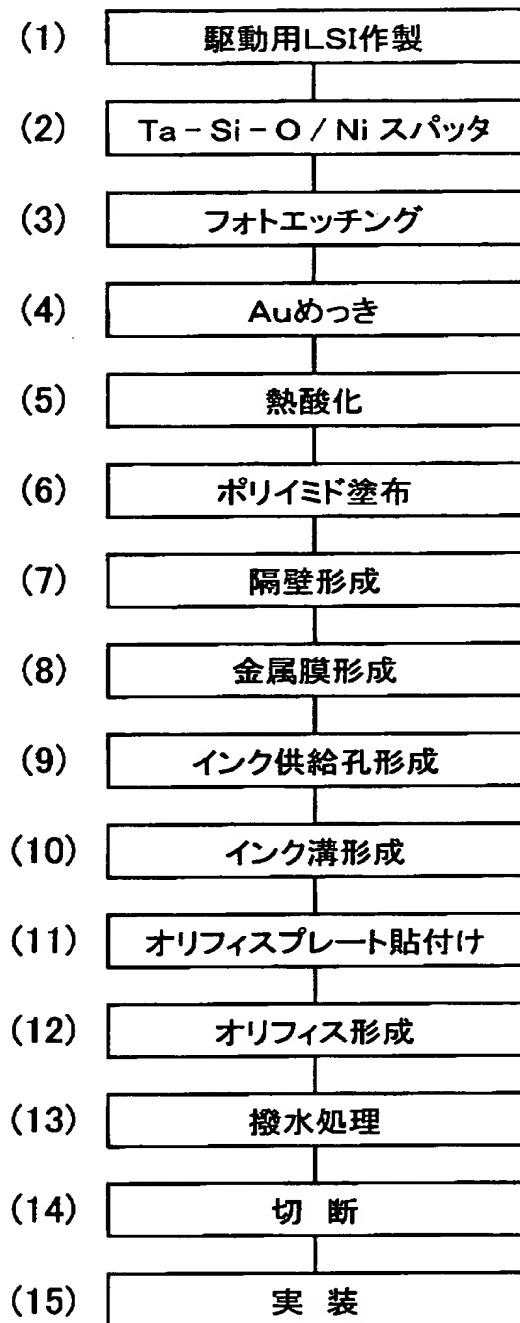 (1) 駆動用LSI作製
(2) Ta-Si-O/Niスパッタ
(3) フォトエッチング
(4) Auめっき
(5) 熱酸化
(6) ポリイミド塗布
(7) 隔壁形成
(8) 金属膜形成
(9) インク供給孔形成
(10) インク溝形成
(11) オリフィスプレート貼付け
(12) オリフィス形成
(13) 撥水処理
(14) 切 断
(15) 実 装